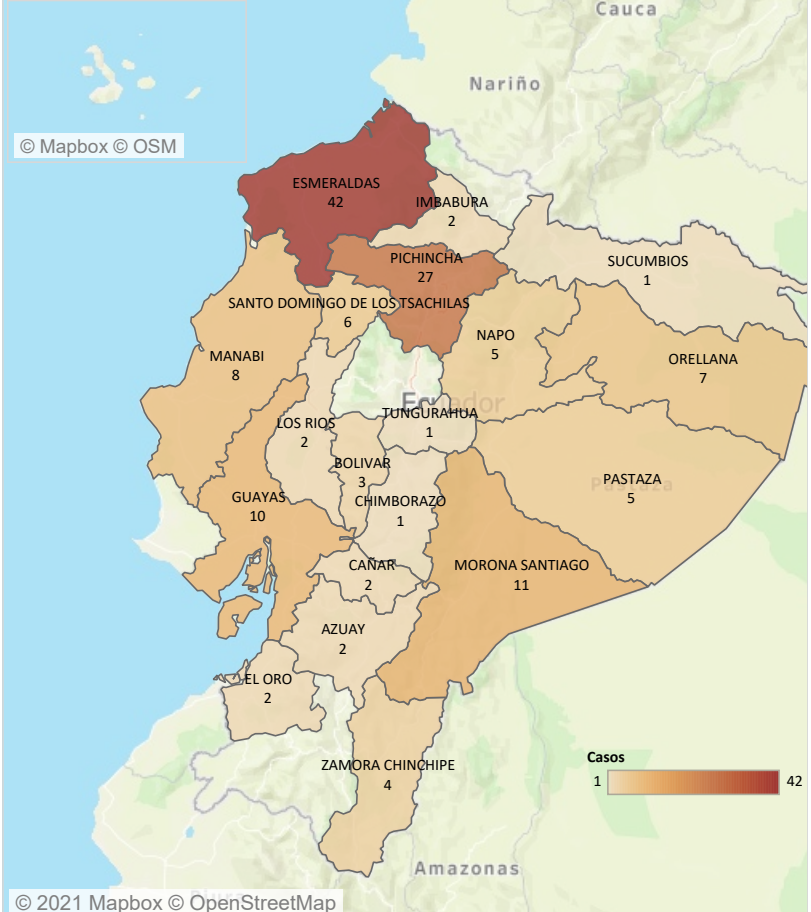 Cauca
Nariño
© Mapbox © OSM
ESMERALDAS
42
IMBABURA
2
PICHINCHA
27
SUCUMBIOS
1
SANTO DOMINGO DE LOS TSACHILAS
6
NAPO
5
MANABI
8
ORELLANA
7
Ecuador
TUNGURAHUA
1
LOS RIOS
2
BOLIVAR
3
PASTAZA
5
Pastaza
GUAYAS
10
CHIMBORAZO
1
CAÑAR
2
MORONA SANTIAGO
11
AZUAY
2
EL ORO
2
ZAMORA CHINCHIPE
4
Casos
1 42
Amazonas
© 2021 Mapbox © OpenStreetMap